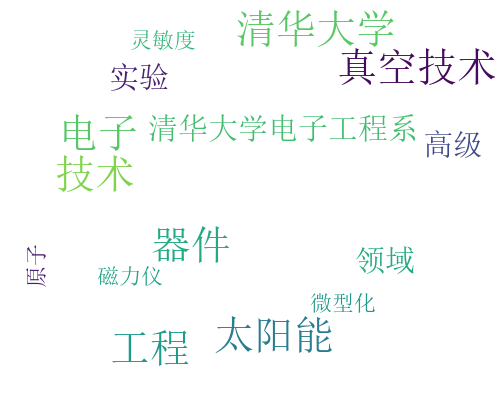 清华大学
灵敏度
真空技术
实验
电子
清华大学电子工程系
高级
技术
器件
领域
原子
磁力仪
微型化
太阳能
工程